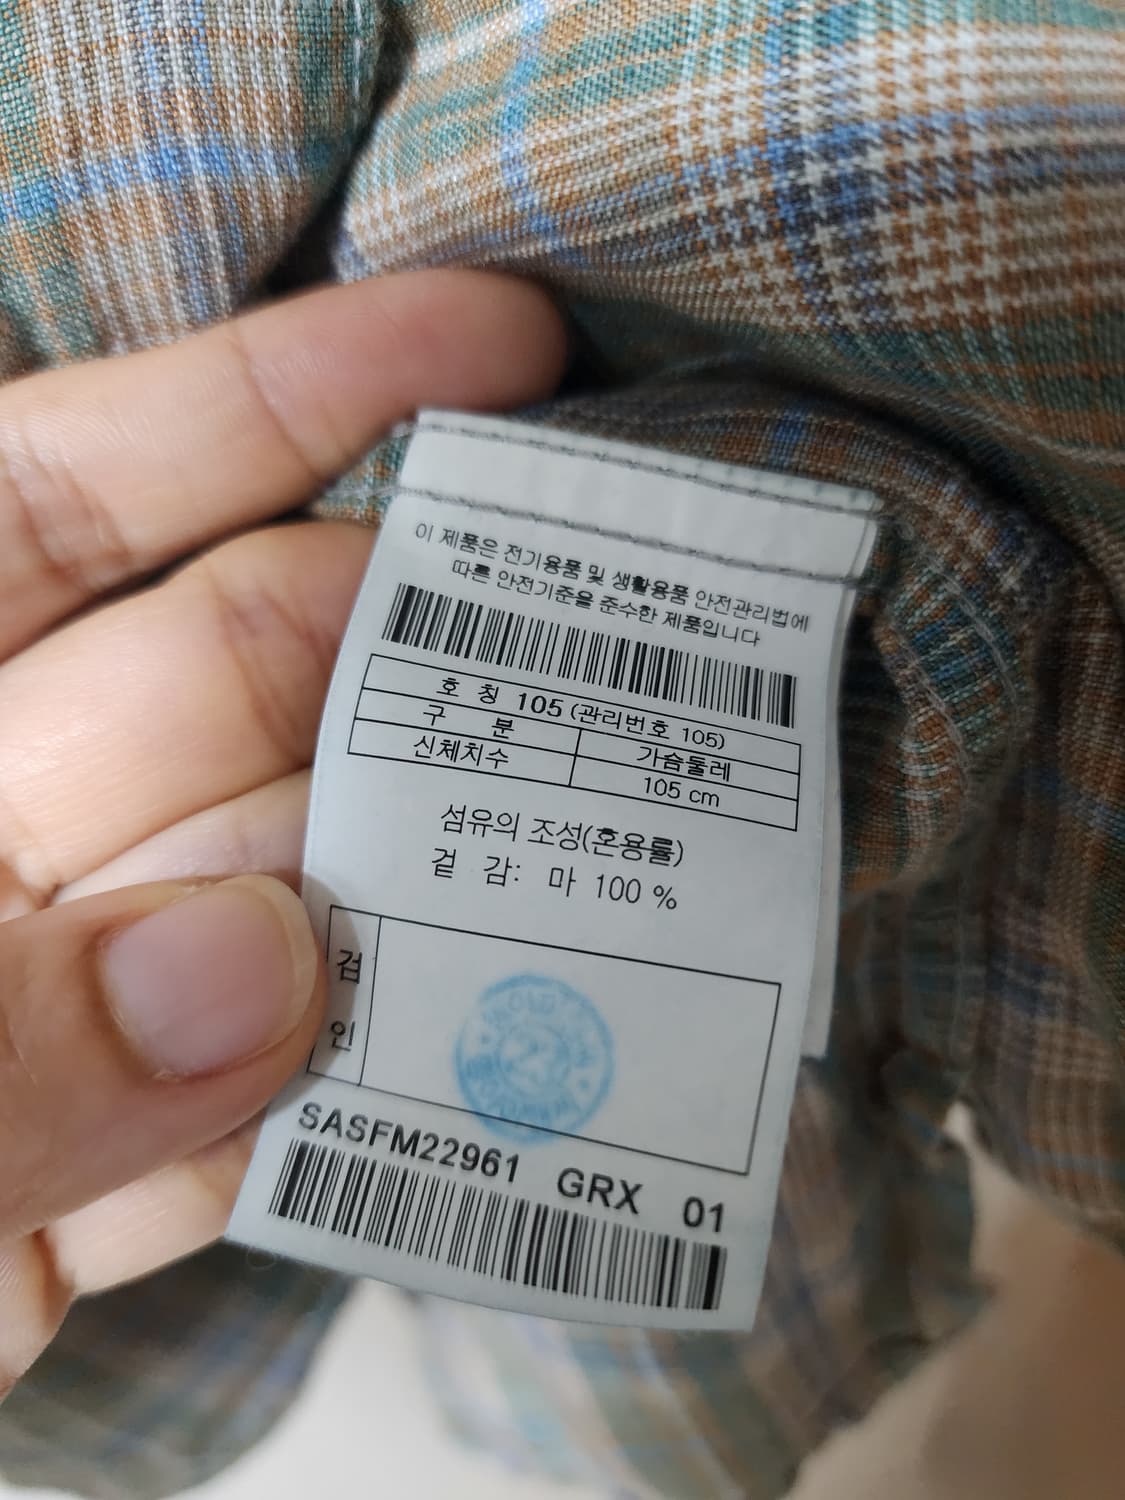 이 제품은 전기용품 및 생활용품 안전관리법에
따른 안전기준을 준수한 제품입니다
호 칭 105 (관리번호 105)
구 분 가슴둘레
신체치수 105 cm
섬유의 조성(혼용률)
겉 감: 마 100 %
검
인
23
SASFM22961 GRX 01